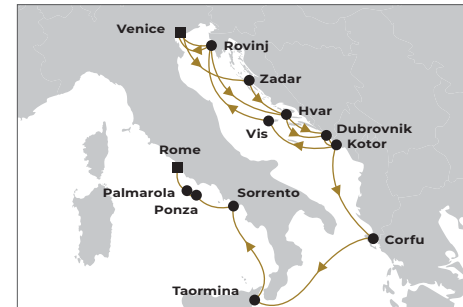 Venice
Rovinj
Zadar
Hvar
Vis
Dubrovnik
Kotor
Rome
Palmarola
Ponza
Sorrento
Corfu
Taormina